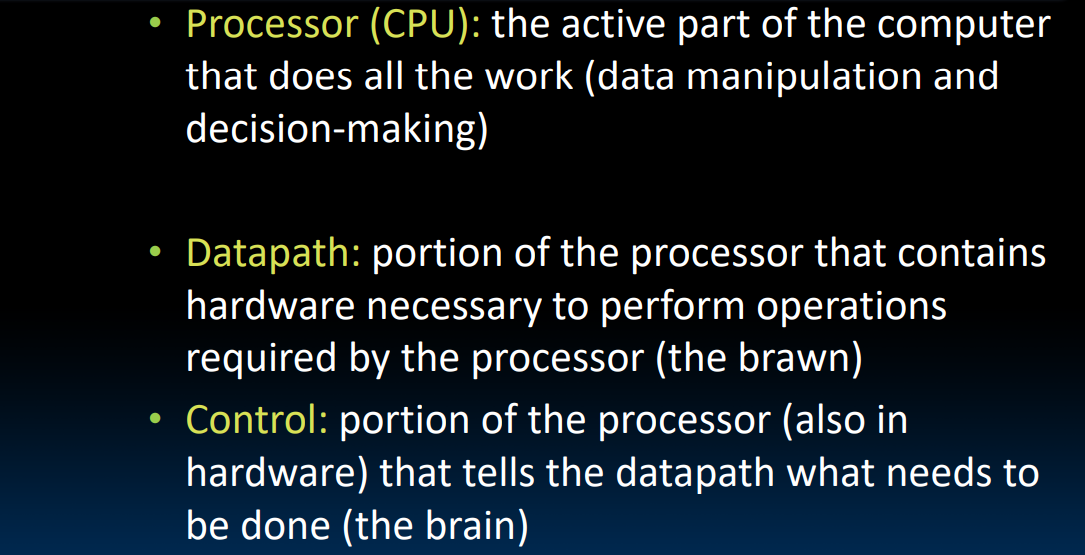 • Processor (CPU): the active part of the computer
that does all the work (data manipulation and
decision-making)
• Datapath: portion of the processor that contains
hardware necessary to perform operations
required by the processor (the brawn)
• Control: portion of the processor (also in
hardware) that tells the datapath what needs to
be done (the brain)